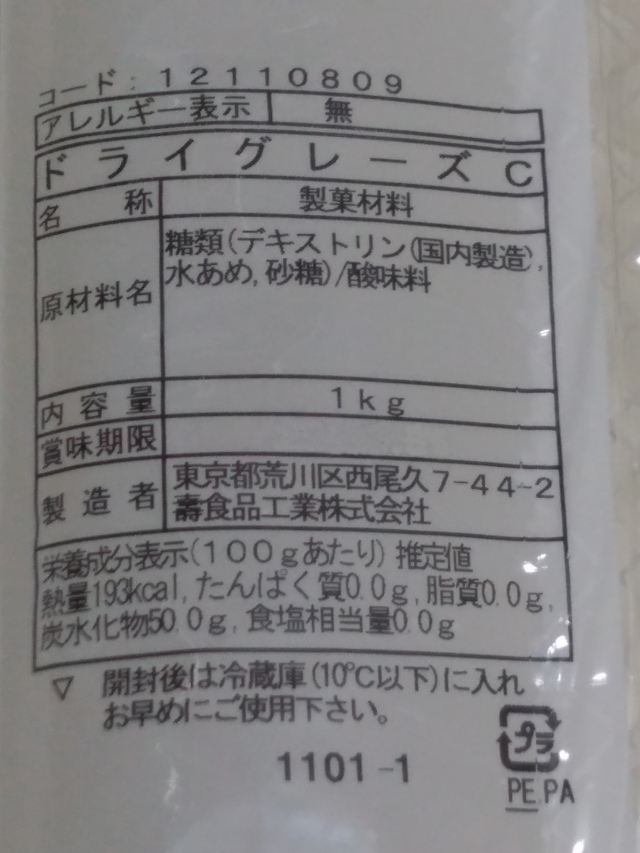 コード:12110809
アレルギー表示 無
ドライグレーズC
名称 製菓材料
原材料名 糖類(デキストリン(国内製造),
水あめ,砂糖)/酸味料
内容量 1kg
賞味期限
製造者 東京都荒川区西尾久7-44-2
壽食品工業株式会社
栄養成分表示(100gあたり)推定値
熱量193kcal,たんぱく質0.0g,脂質0.0g,
炭水化物50.0g,食塩相当量0.0g
▽ 開封後は冷蔵庫(10℃以下)に入れ
お早めにご使用下さい。
1101-1
プラ
PE.PA